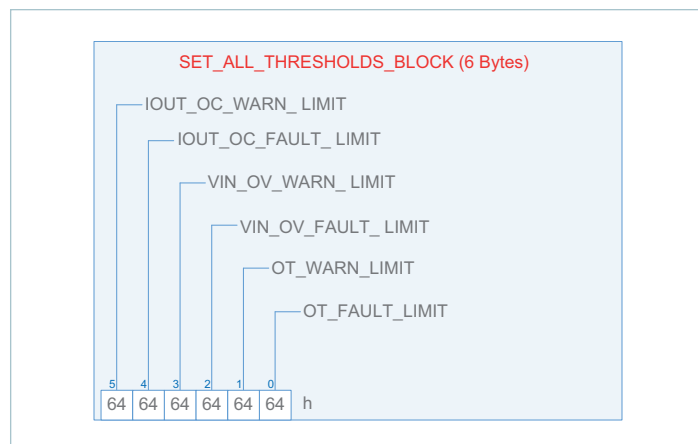 SET_ALL_THRESHOLDS_BLOCK (6 Bytes)
IOUT_OC_WARN_ LIMIT
IOUT_OC_FAULT_ LIMIT
VIN_OV_WARN_ LIMIT
VIN_OV_FAULT_ LIMIT
OT_WARN_LIMIT
OT_FAULT_LIMIT
5 4 3 2 1 0
64 64 64 64 64 64 h